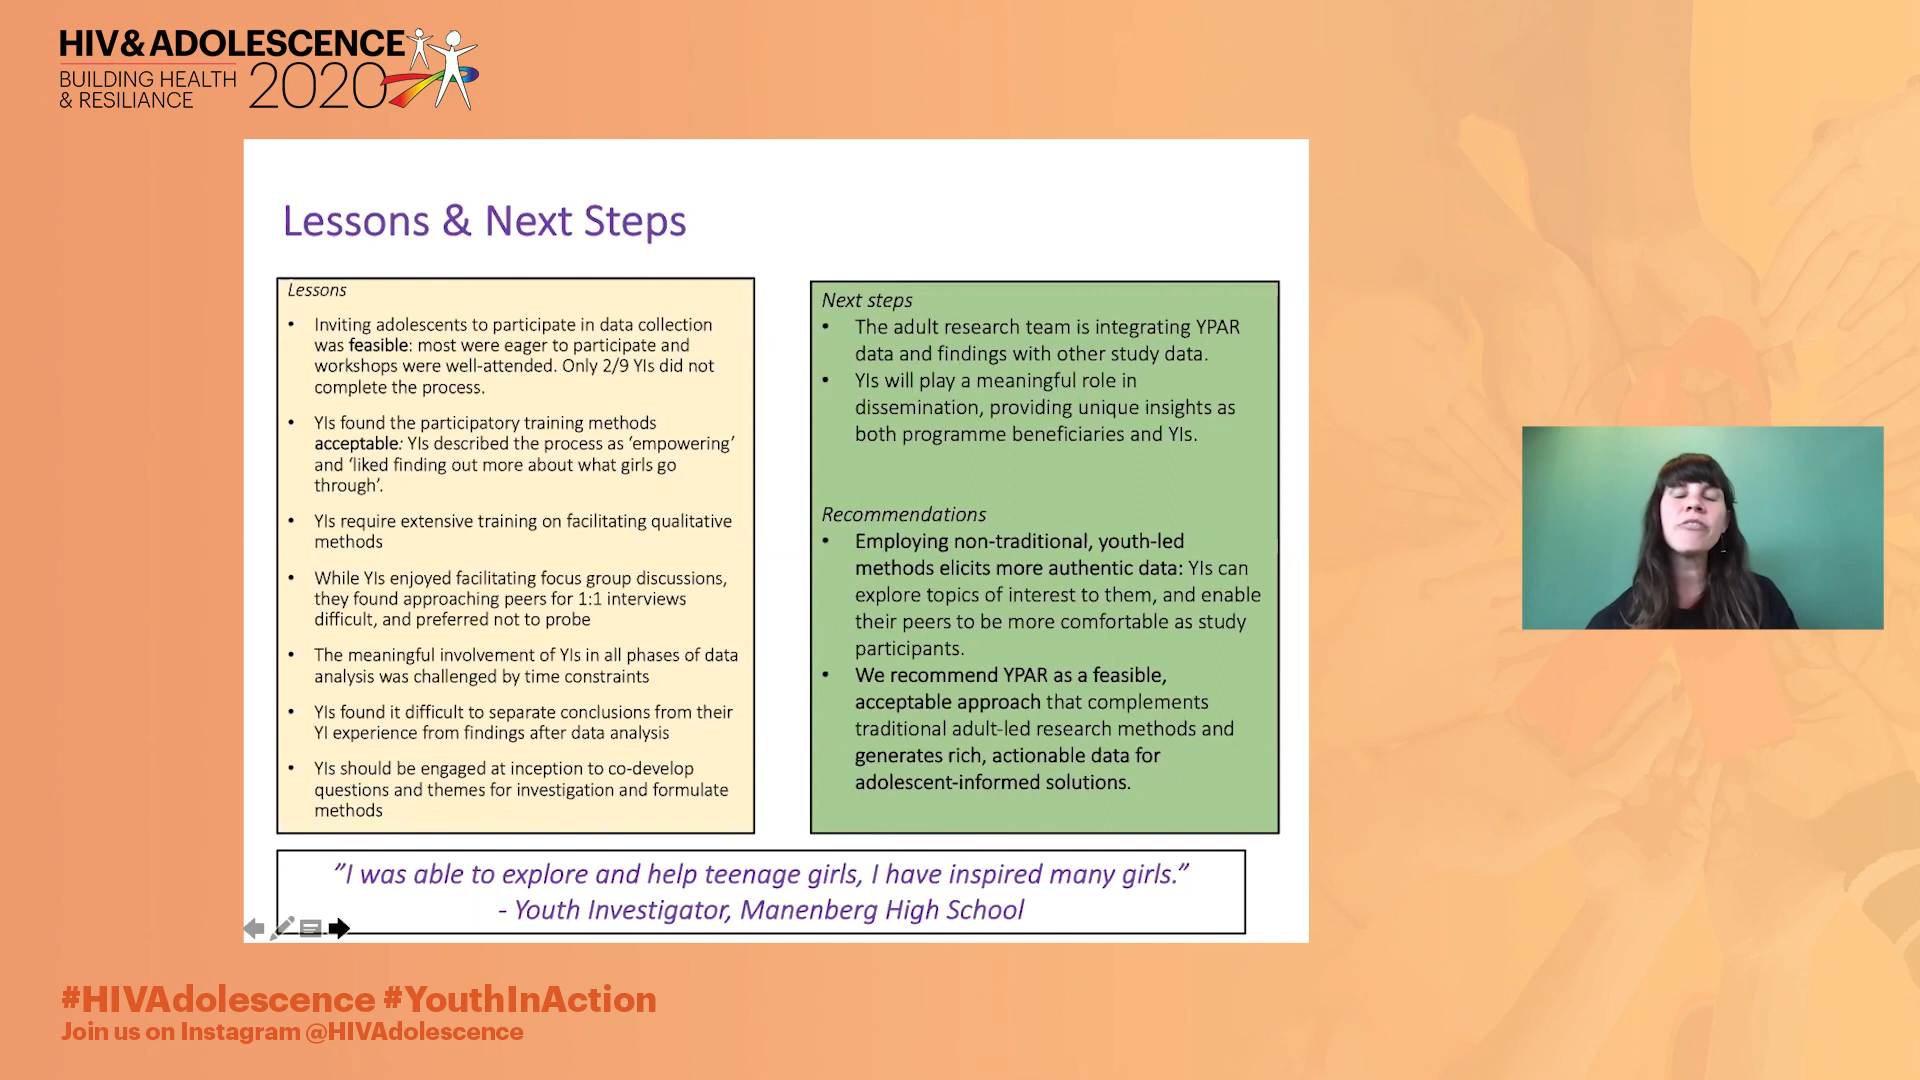 HIV & ADOLESCENCE
BUILDING HEALTH
& RESILIANCE
2020
Lessons & Next Steps
Lessons
• Inviting adolescents to participate in data collection
was feasible: most were eager to participate and
workshops were well-attended. Only 2/9 YIs did not
complete the process.
• YIs found the participatory training methods
acceptable: YIs described the process as ‘empowering’
and ‘liked finding out more about what girls go
through’.
• YIs require extensive training on facilitating qualitative
methods
• While YIs enjoyed facilitating focus group discussions,
they found approaching peers for 1:1 interviews
difficult, and preferred not to probe
• The meaningful involvement of YIs in all phases of data
analysis was challenged by time constraints
• YIs found it difficult to separate conclusions from their
YI experience from findings after data analysis
• YIs should be engaged at inception to co-develop
questions and themes for investigation and formulate
methods
Next steps
• The adult research team is integrating YPAR
data and findings with other study data.
• YIs will play a meaningful role in
dissemination, providing unique insights as
both programme beneficiaries and YIs.
Recommendations
• Employing non-traditional, youth-led
methods elicits more authentic data: YIs can
explore topics of interest to them, and enable
their peers to be more comfortable as study
participants.
• We recommend YPAR as a feasible,
acceptable approach that complements
traditional adult-led research methods and
generates rich, actionable data for
adolescent-informed solutions.
”I was able to explore and help teenage girls, I have inspired many girls.”
- Youth Investigator, Manenberg High School
#HIVAdolescence #YouthInAction
Join us on Instagram @HIVAdolescence